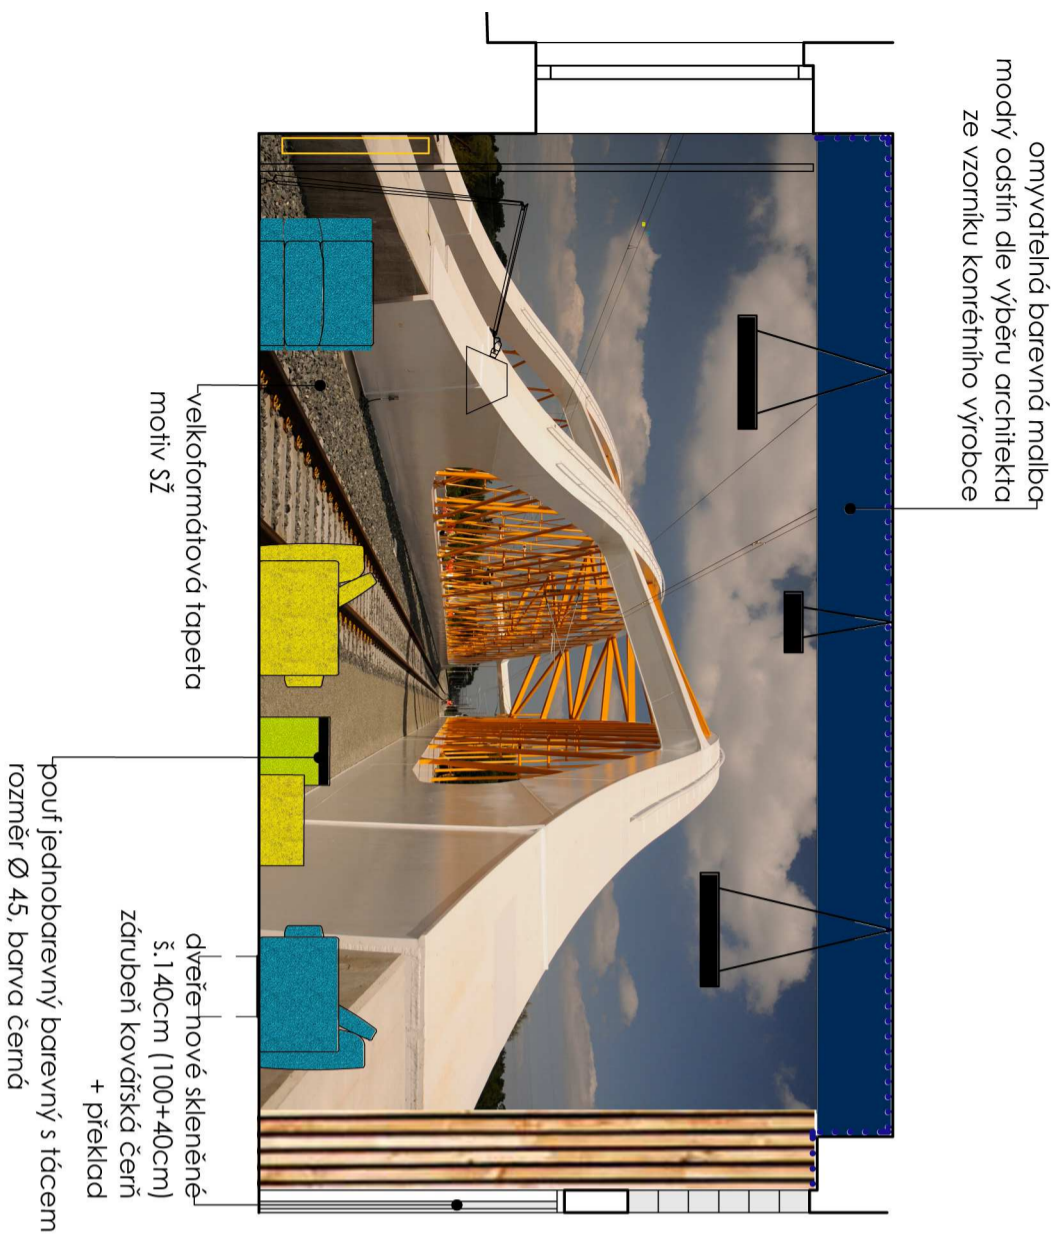 omyvatelná barevná malba
modrý odstín dle výběru architekta
ze vzorníku konrétního výrobce
velkoformátová tapeta
motiv SŽ
dveře nové skleněné
š.140cm (100+40cm)
zárubeň kovářská čerň
+ překlad
pouf jednobarevný barevný s tácem
rozměr Ø 45, barva černá